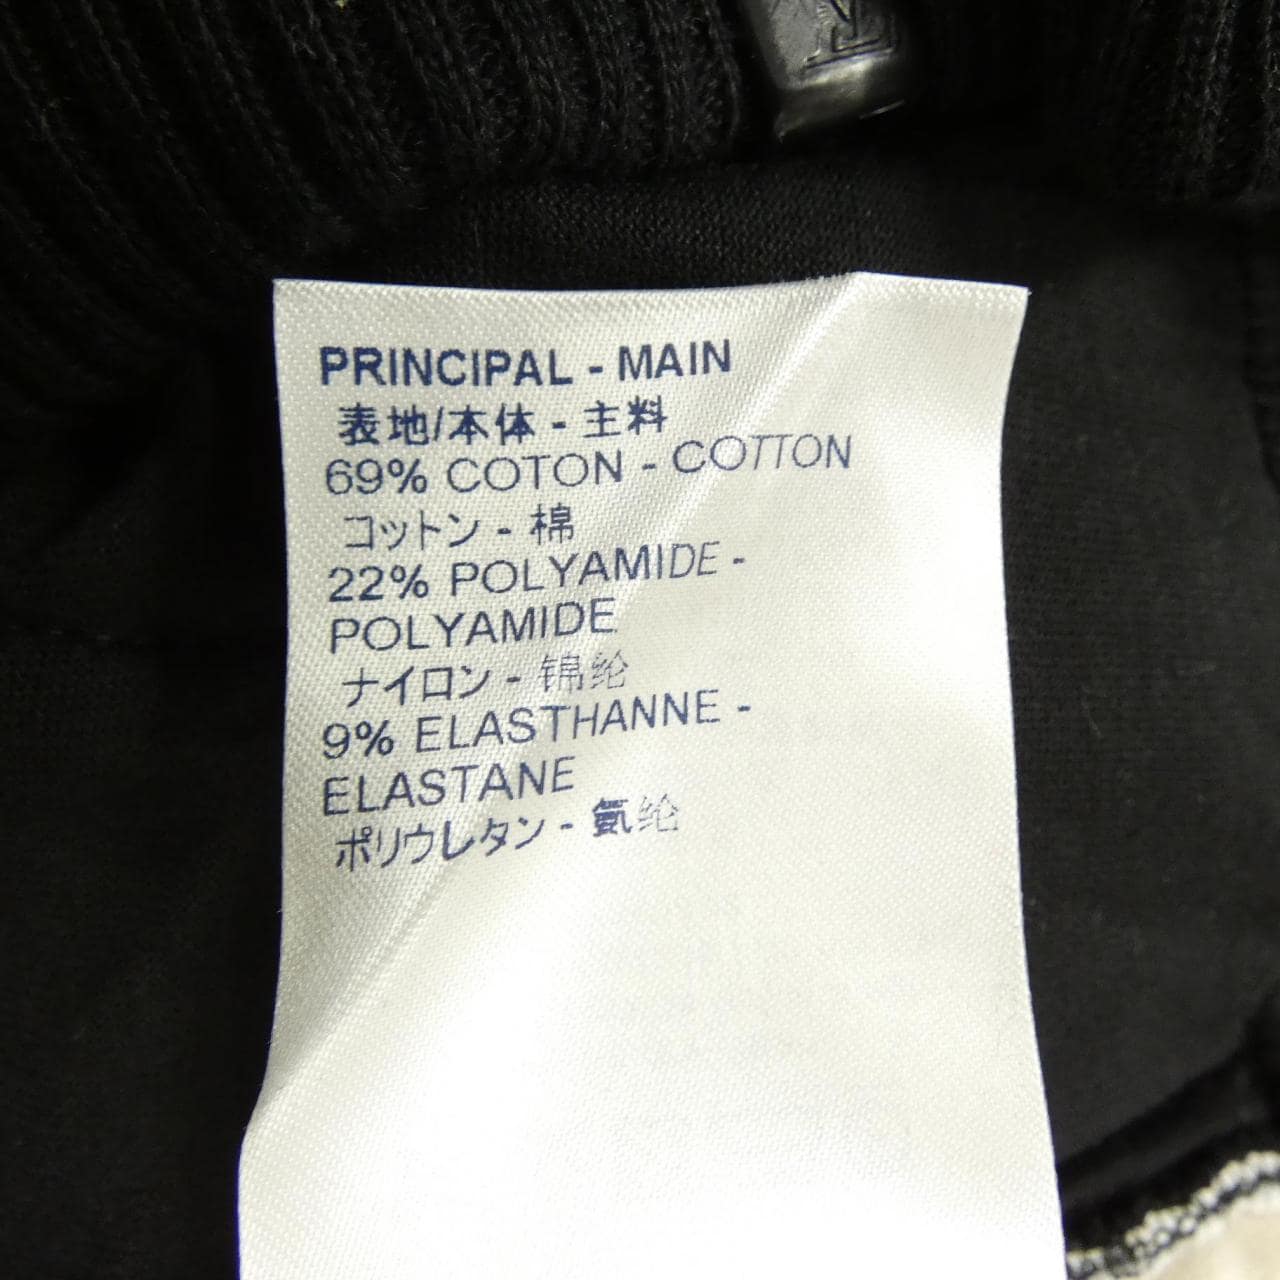 PRINCIPAL - MAIN
表地/本体 - 主料
69% COTON - COTTON
コットン - 棉
22% POLYAMIDE -
POLYAMIDE
ナイロン - 锦纶
9% ELASTHANNE -
ELASTANE
ポリウレタン - 氨纶